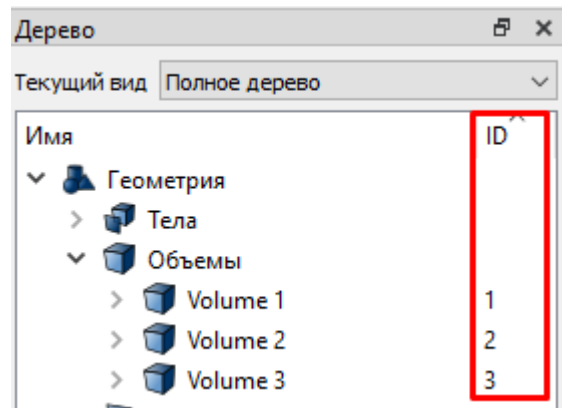 Дерево
Текущий вид Полное дерево
Имя ID
Геометрия
Тела
Объемы
Volume 1 1
Volume 2 2
Volume 3 3